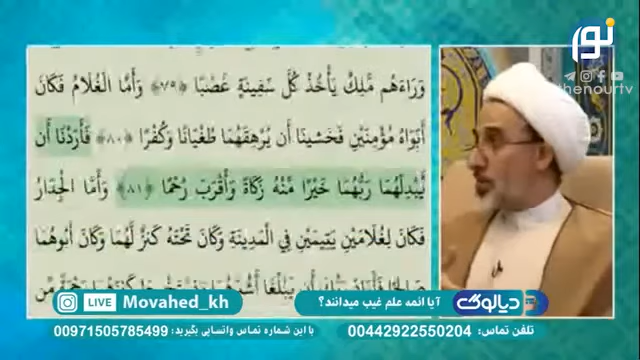 نور
thenourtv
وَرَاءَهُم مَّلِكٌ يَأْخُذُ كُلَّ سَفِينَةٍ غَصْبًا ﴿٧٩﴾ وَأَمَّا الْغُلَامُ فَكَانَ
أَبَوَاهُ مُؤْمِنَيْنِ فَخَشِينَا أَن يُرْهِقَهُمَا طُغْيَانًا وَكُفْرًا ﴿٨٠﴾ فَأَرَدْنَا أَن
يُبْدِلَهُمَا رَبُّهُمَا خَيْرًا مِّنْهُ زَكَاةً وَأَقْرَبَ رُحْمًا ﴿٨١﴾ وَأَمَّا الْجِدَارُ
فَكَانَ لِغُلَامَيْنِ يَتِيمَيْنِ فِي الْمَدِينَةِ وَكَانَ تَحْتَهُ كَنزٌ لَّهُمَا وَكَانَ أَبُوهُمَا
دیالوگ
آیا ائمه علم غیب میدانند؟
Movahed_kh
LIVE
تلفن تماس: 00442922550204
با این شماره تماس واتساپی بگیرید: 00971505785499